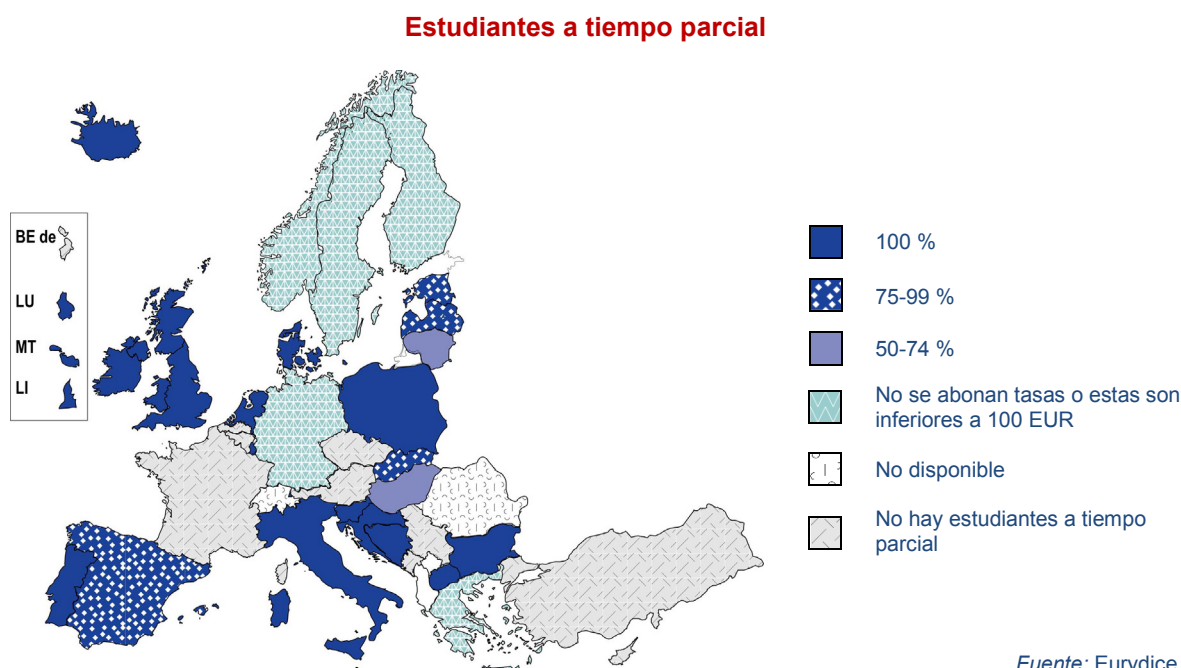 Estudiantes a tiempo parcial
BE de
LU
MT
LI
100 %
75-99 %
50-74 %
No se abonan tasas o estas son
inferiores a 100 EUR
No disponible
No hay estudiantes a tiempo
parcial
Fuente: Eurydice